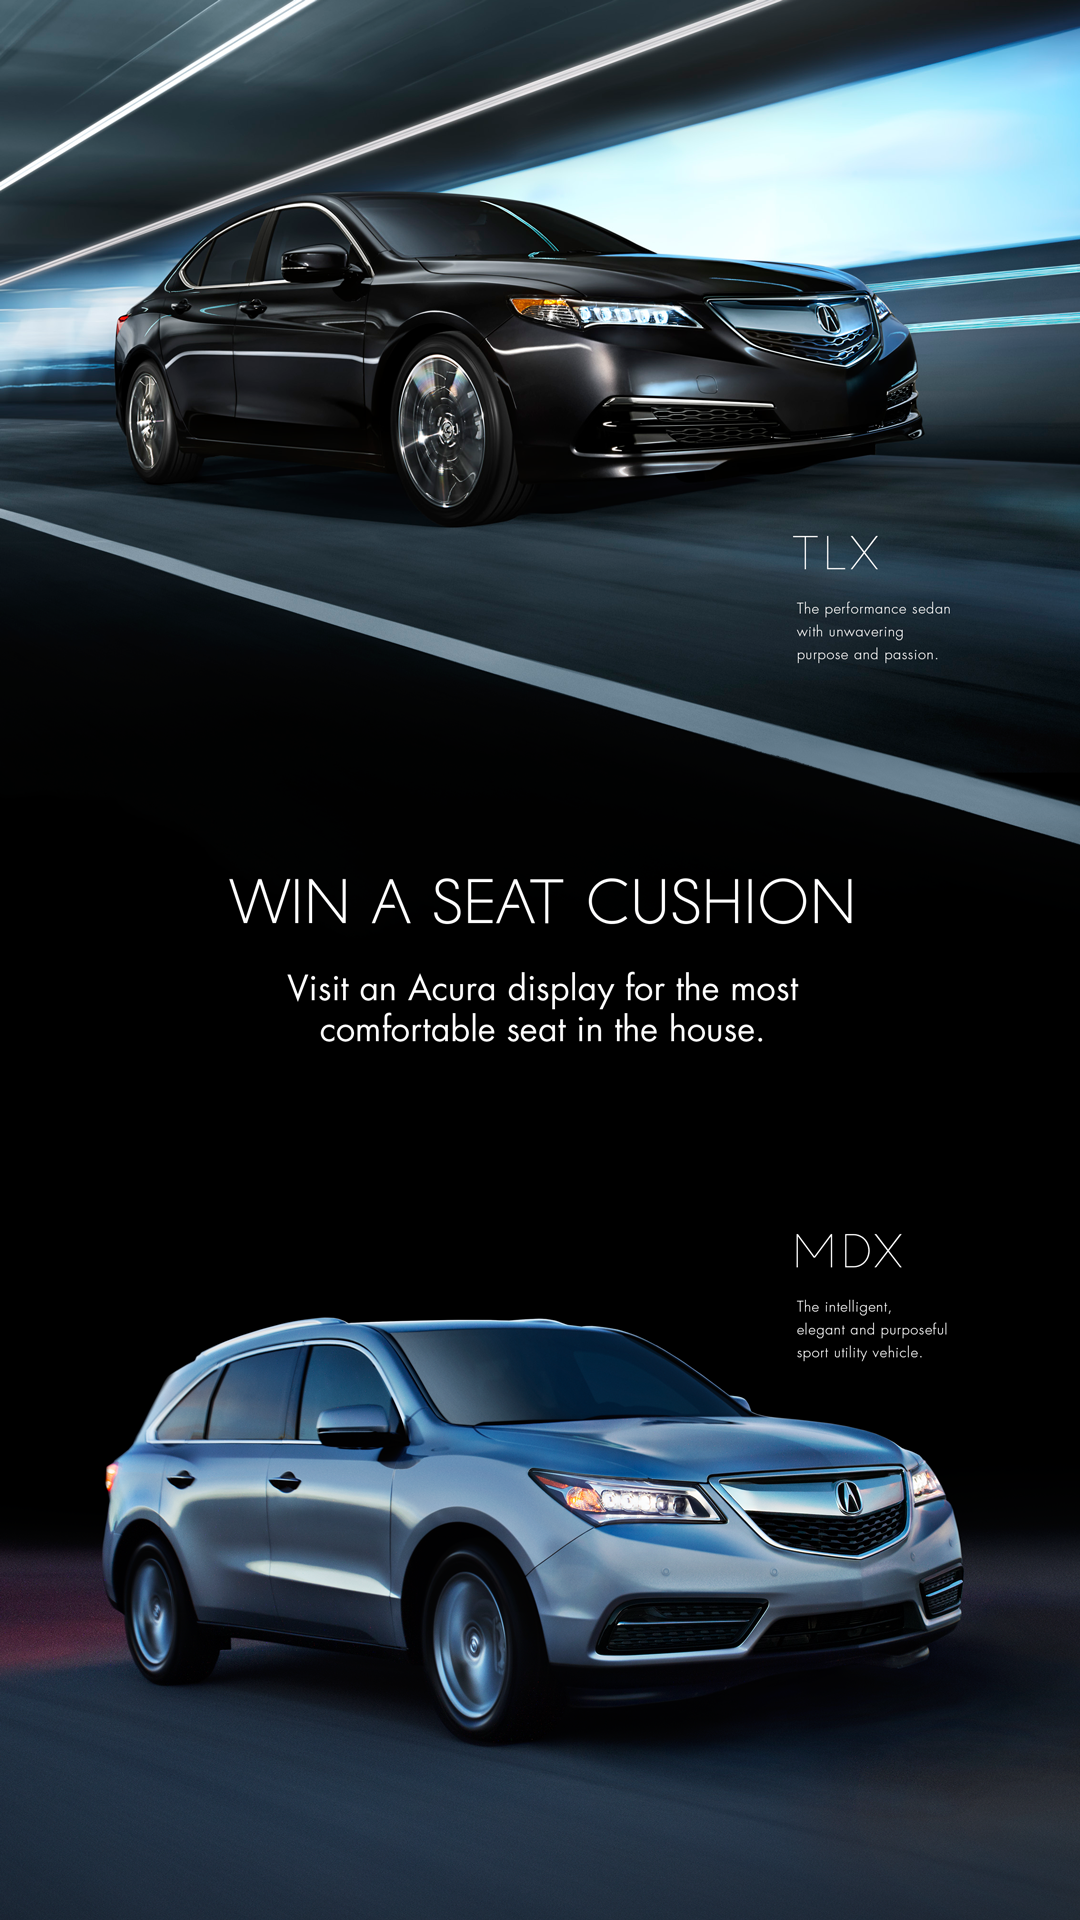 TLX
The performance sedan
with unwavering
purpose and passion.
WIN A SEAT CUSHION
Visit an Acura display for the most
comfortable seat in the house.
MDX
The intelligent,
elegant and purposeful
sport utility vehicle.